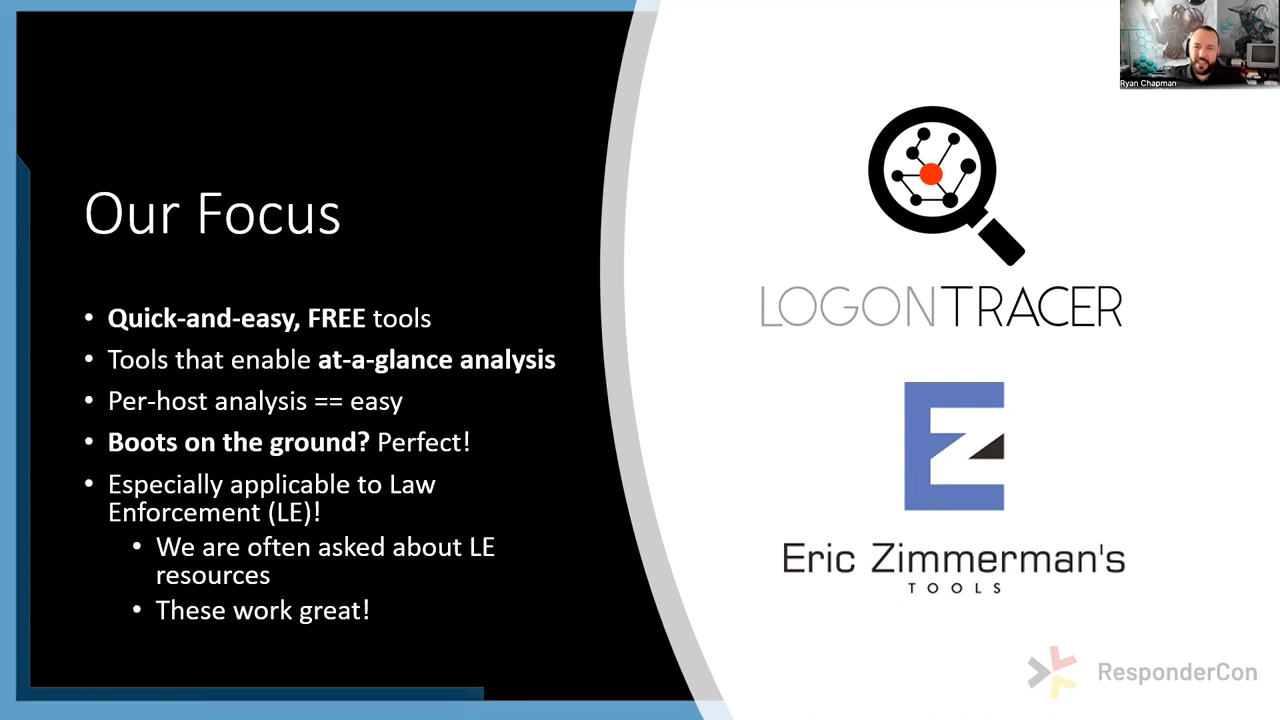 Ryan Chapman
Our Focus
• Quick-and-easy, FREE tools
• Tools that enable at-a-glance analysis
• Per-host analysis == easy
• Boots on the ground? Perfect!
• Especially applicable to Law
Enforcement (LE)!
• We are often asked about LE
resources
• These work great!
LOGONTRACER
EZ
Eric Zimmerman's
TOOLS
ResponderCon